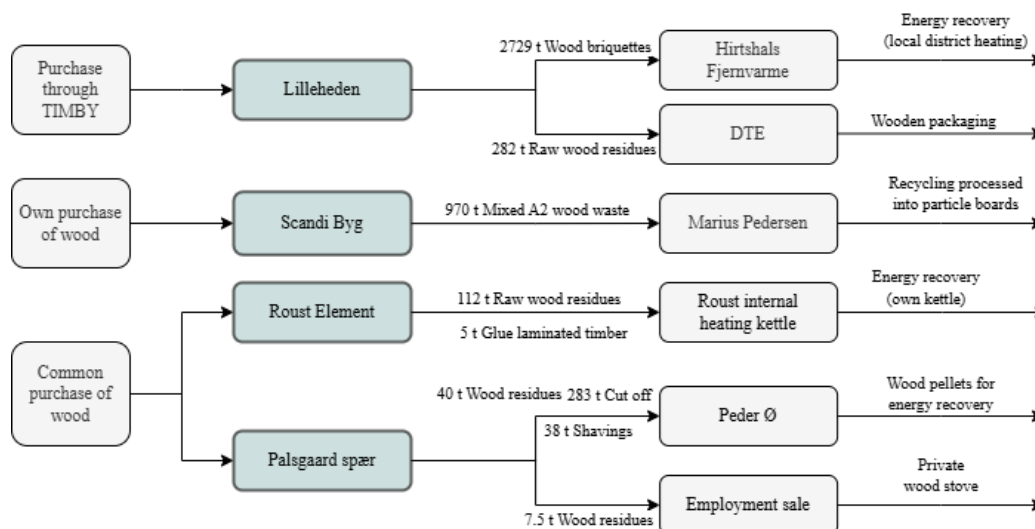 Purchase
through
TIMBY
Lilleheden
2729 t Wood briquettes
282 t Raw wood residues
Hirtshals
Fjernvarme
Energy recovery
(local district heating)
DTE
Wooden packaging
Own purchase
of wood
Scandi Byg
970 t Mixed A2 wood waste
Marius Pedersen
Recycling processed
into particle boards
Common
purchase of
wood
Roust Element
112 t Raw wood residues
5 t Glue laminated timber
Roust internal
heating kettle
Energy recovery
(own kettle)
Palsgaard spær
40 t Wood residues 283 t Cut off
38 t Shavings
Peder Ø
Wood pellets for
energy recovery
7.5 t Wood residues
Employment sale
Private
wood stove